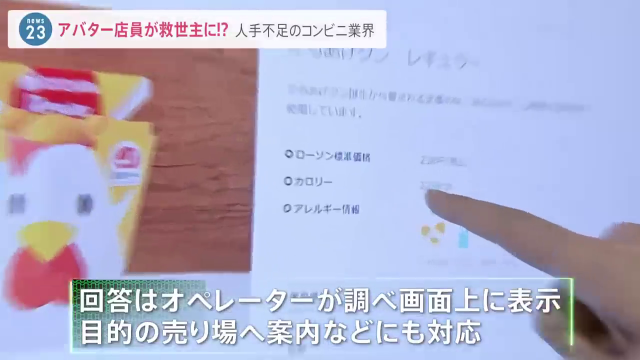 news
23
アバター店員が救世主に!? 人手不足のコンビニ業界
からあげクン レギュラー
ローソン標準価格
カロリー
アレルギー情報
回答はオペレーターが調べ画面上に表示
目的の売り場へ案内などにも対応